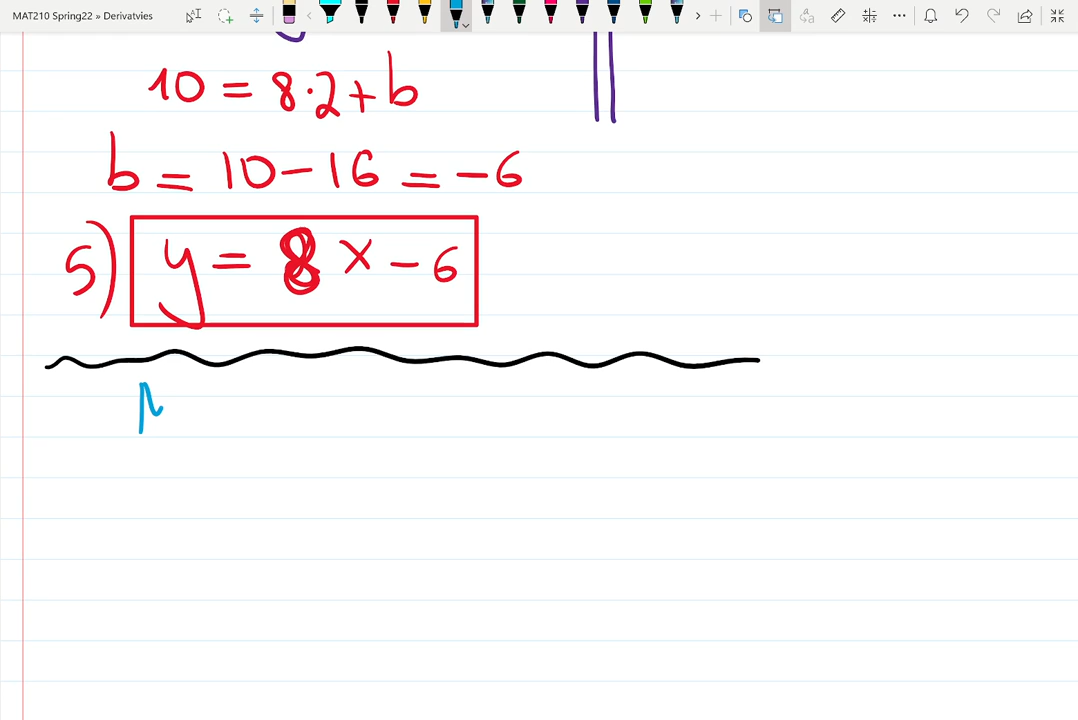 MAT210 Spring22 » Derivatvies
10 = 8·2+b
b = 10-16 = -6
5) y = 8x-6